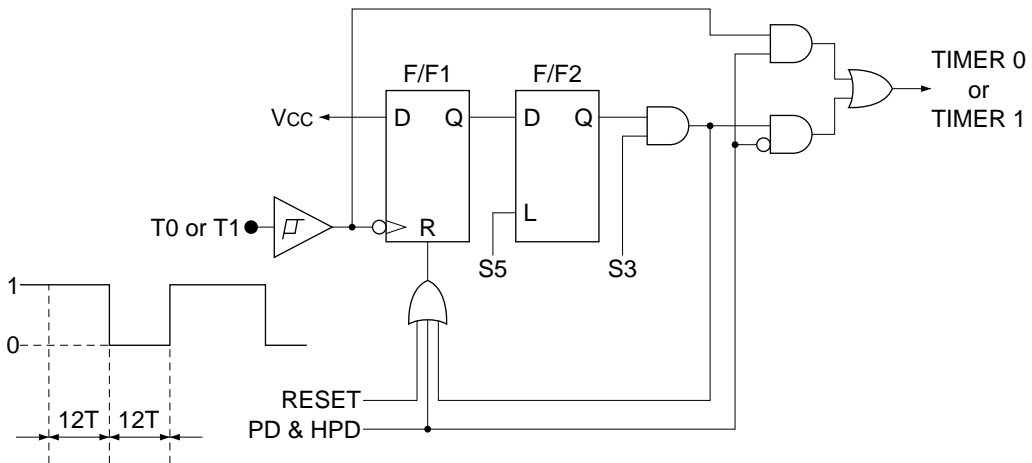 F/F1
F/F2
TIMER 0
or
TIMER 1
VCC
D
Q
D
Q
T0 or T1
R
L
S5
S3
1
0
RESET
PD & HPD
12T
12T